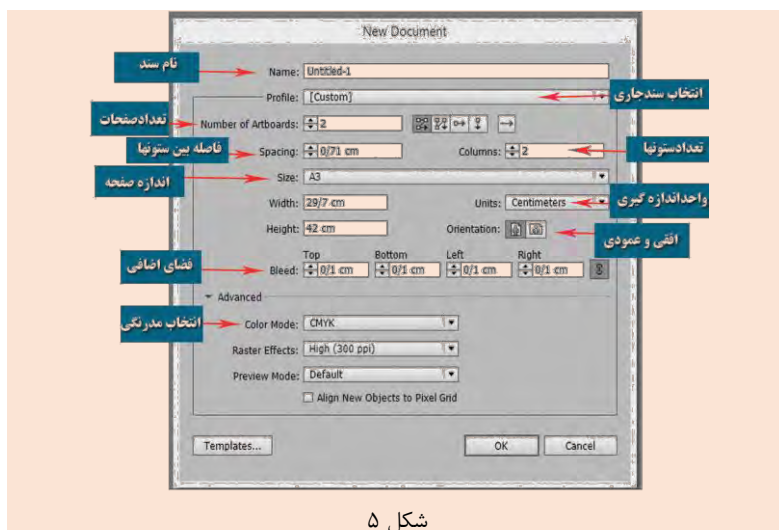 New Document
نام سند
Name: Untitled-1
Profile: [Custom]
انتخاب سندجاری
تعدادصفحات
Number of Artboards: 2
فاصله بین ستونها
Spacing: 0/71 cm
Columns: 2
تعدادستونها
اندازه صفحه
Size: A3
Width: 29/7 cm
Units: Centimeters
واحداندازه گیری
Height: 42 cm
Orientation:
افقی و عمودی
Top Bottom Left Right
فضای اضافی
Bleed: 0/1 cm 0/1 cm 0/1 cm 0/1 cm
Advanced
انتخاب مدرنگی
Color Mode: CMYK
Raster Effects: High (300 ppi)
Preview Mode: Default
Align New Objects to Pixel Grid
Templates... OK Cancel
شکل ۵